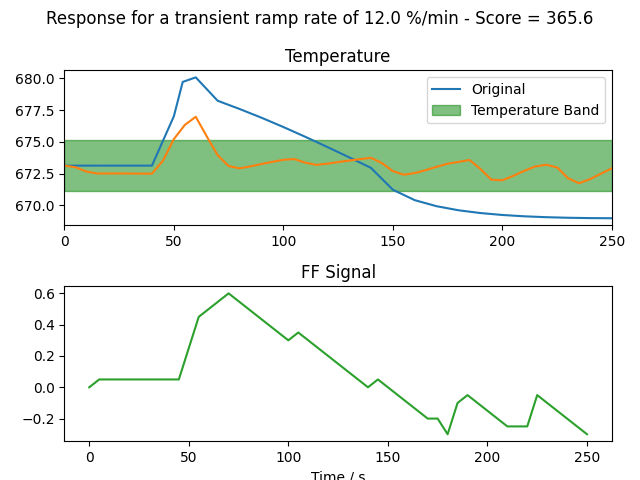 Response for a transient ramp rate of 12.0 %/min - Score = 365.6
Temperature
680.0
677.5
675.0
672.5
670.0
Original
Temperature Band
0 50 100 150 200 250
FF Signal
0.6
0.4
0.2
0.0
−0.2
0 50 100 150 200 250
Time / s